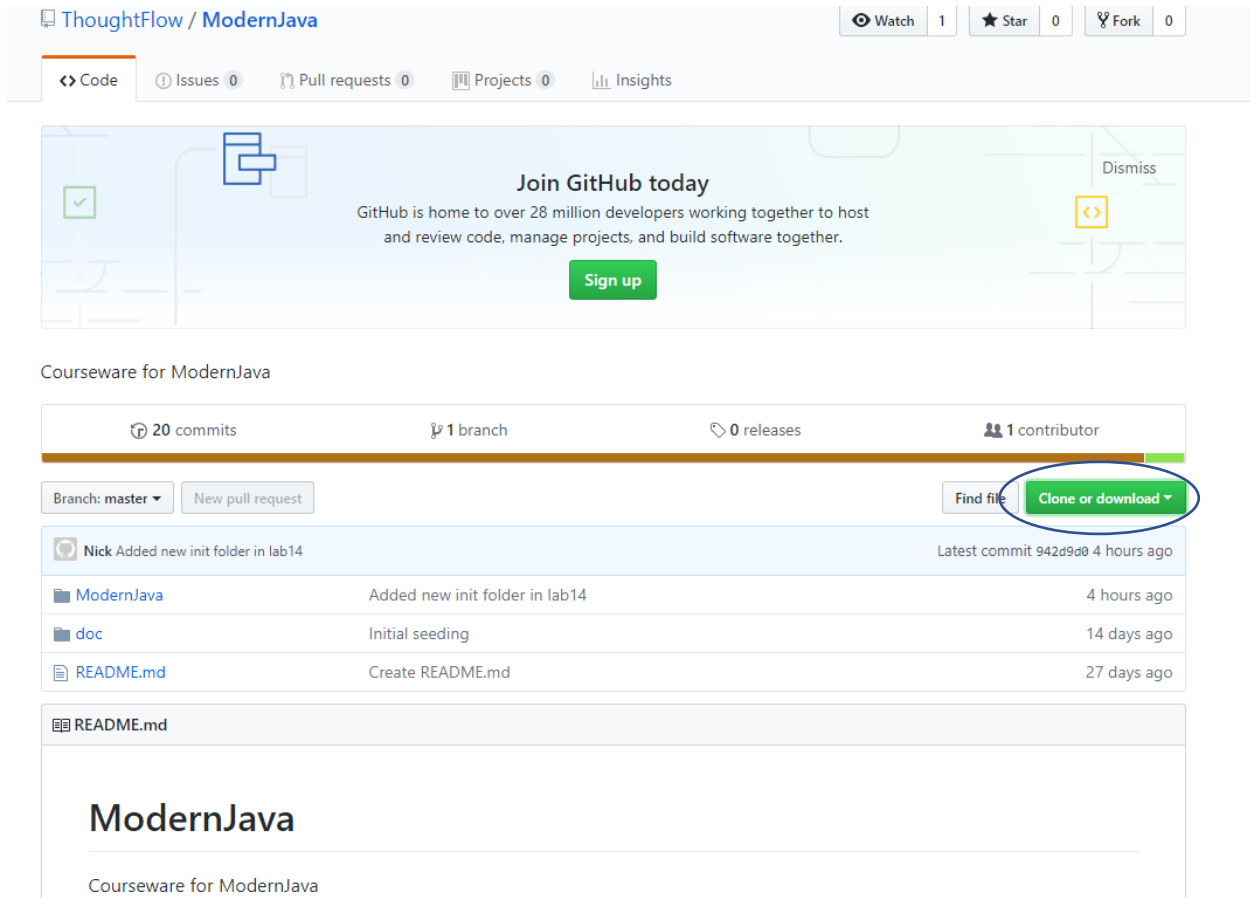 ThoughtFlow / ModernJava Watch 1 Star 0 Fork 0
<> Code Issues 0 Pull requests 0 Projects 0 Insights
Dismiss
Join GitHub today
GitHub is home to over 28 million developers working together to host
and review code, manage projects, and build software together.
Sign up
Courseware for ModernJava
20 commits 1 branch 0 releases 1 contributor
Branch: master New pull request Find file Clone or download
Nick Added new init folder in lab14 Latest commit 942d9d0 4 hours ago
ModernJava Added new init folder in lab14 4 hours ago
doc Initial seeding 14 days ago
README.md Create README.md 27 days ago
README.md
ModernJava
Courseware for ModernJava